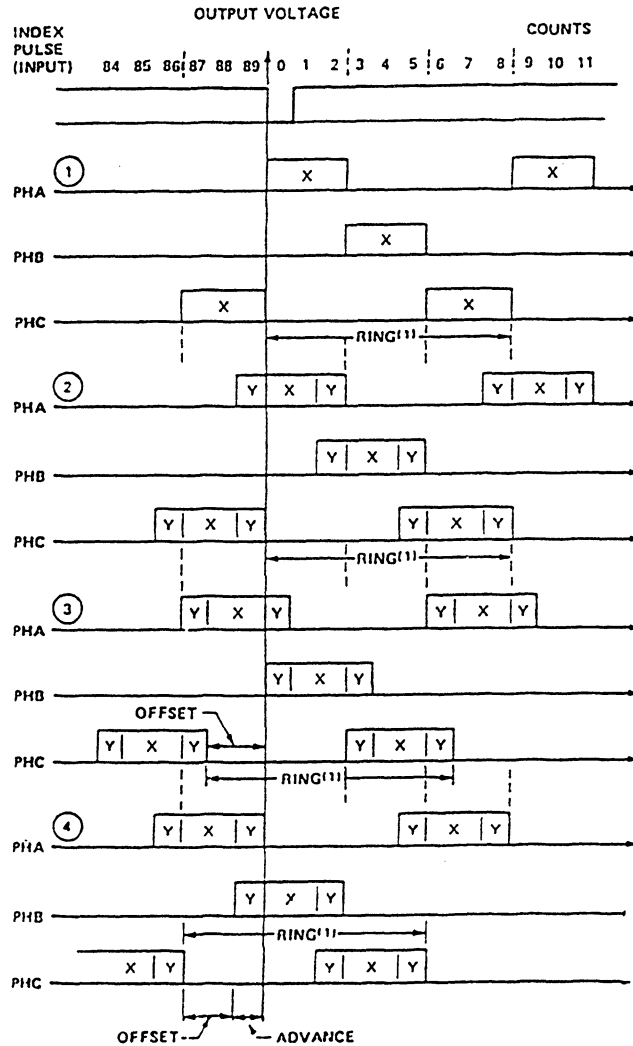 OUTPUT VOLTAGE
INDEX PULSE (INPUT)
COUNTS
84 85 86 87 88 89 0 1 2 3 4 5 6 7 8 9 10 11
1
PHA X X
PHB X
PHC X X
RING(1)
2
PHA Y X Y Y X Y
PHB Y X Y
PHC Y X Y Y X Y
RING(1)
3
PHA Y X Y Y X Y
PHB Y X Y
OFFSET
PHC Y X Y Y X Y
RING(1)
4
PHA Y X Y Y X Y
PHB Y X Y
RING(1)
PHC X Y Y X Y
OFFSET ADVANCE